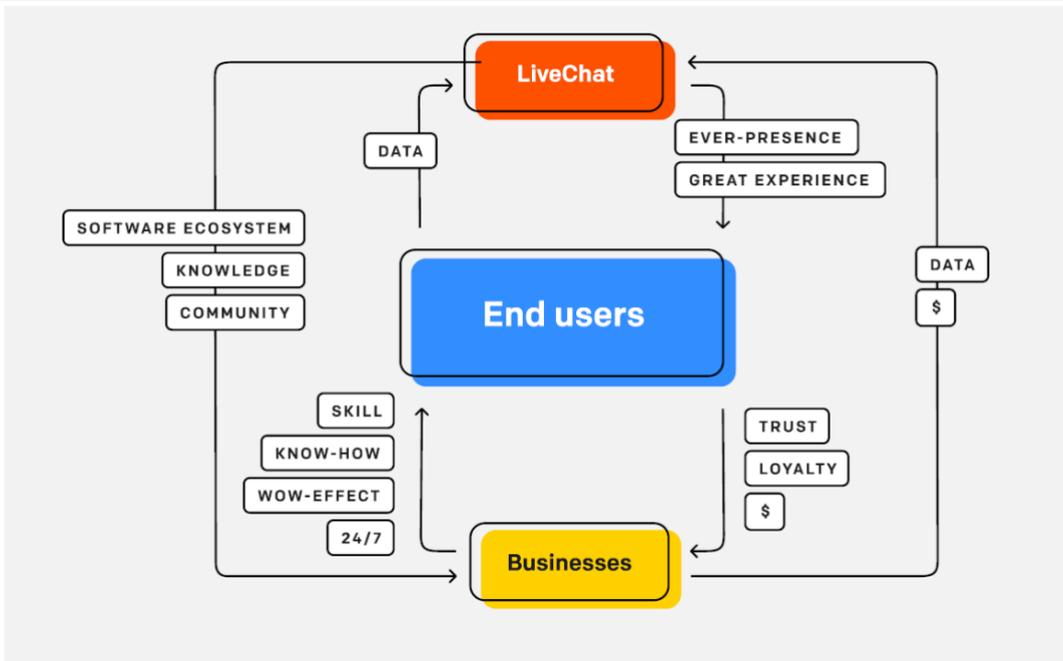 LiveChat
DATA
EVER-PRESENCE
GREAT EXPERIENCE
SOFTWARE ECOSYSTEM
KNOWLEDGE
COMMUNITY
DATA
$
End users
SKILL
KNOW-HOW
WOW-EFFECT
24/7
TRUST
LOYALTY
$
Businesses